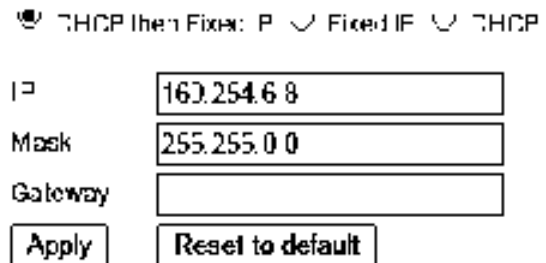 DHCP then Fixed IP Fixed IP DHCP
IP 169.254.6.8
Mask 255.255.0.0
Gateway
Apply Reset to default